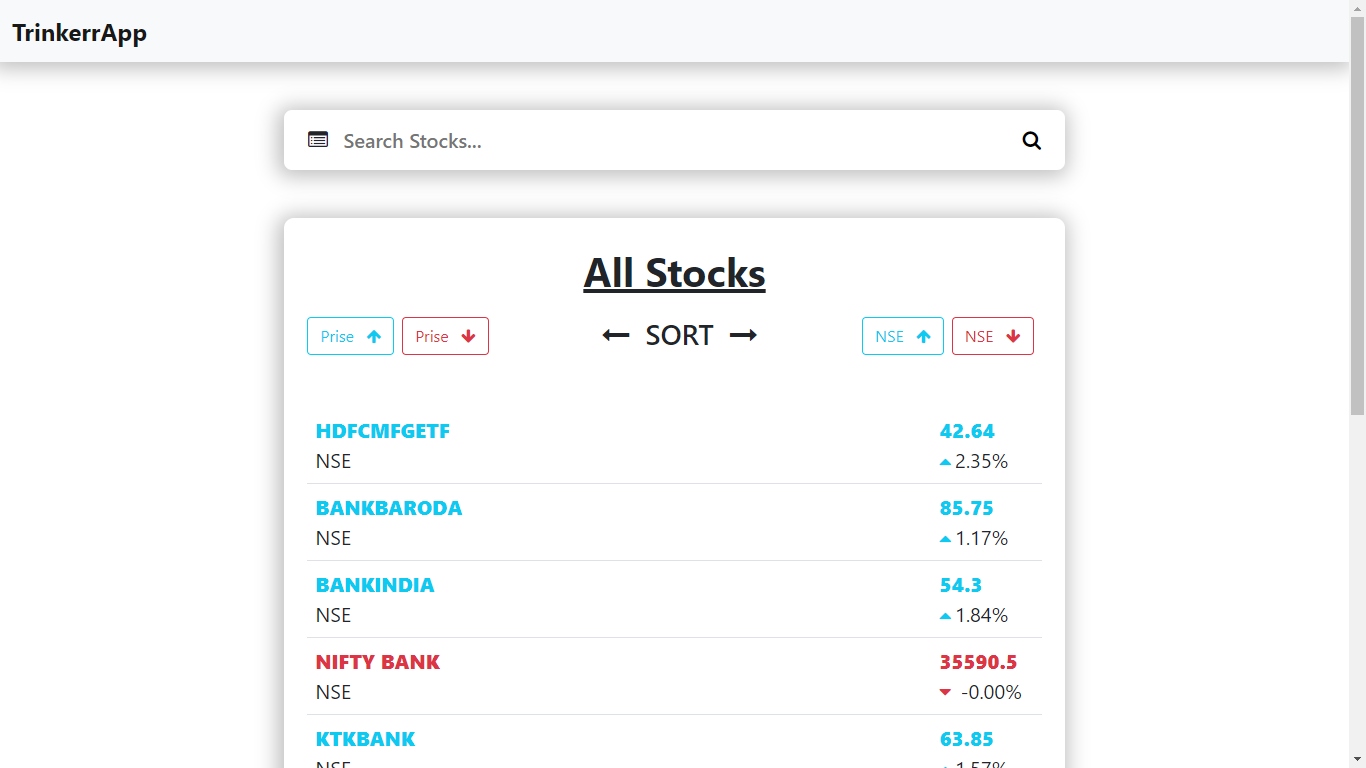 TrinkerrApp
Search Stocks...
All Stocks
Prise Prise SORT NSE NSE
HDFCMFGETF 42.64
NSE 2.35%
BANKBARODA 85.75
NSE 1.17%
BANKINDIA 54.3
NSE 1.84%
NIFTY BANK 35590.5
NSE -0.00%
KTKBANK 63.85
NSE 1.57%